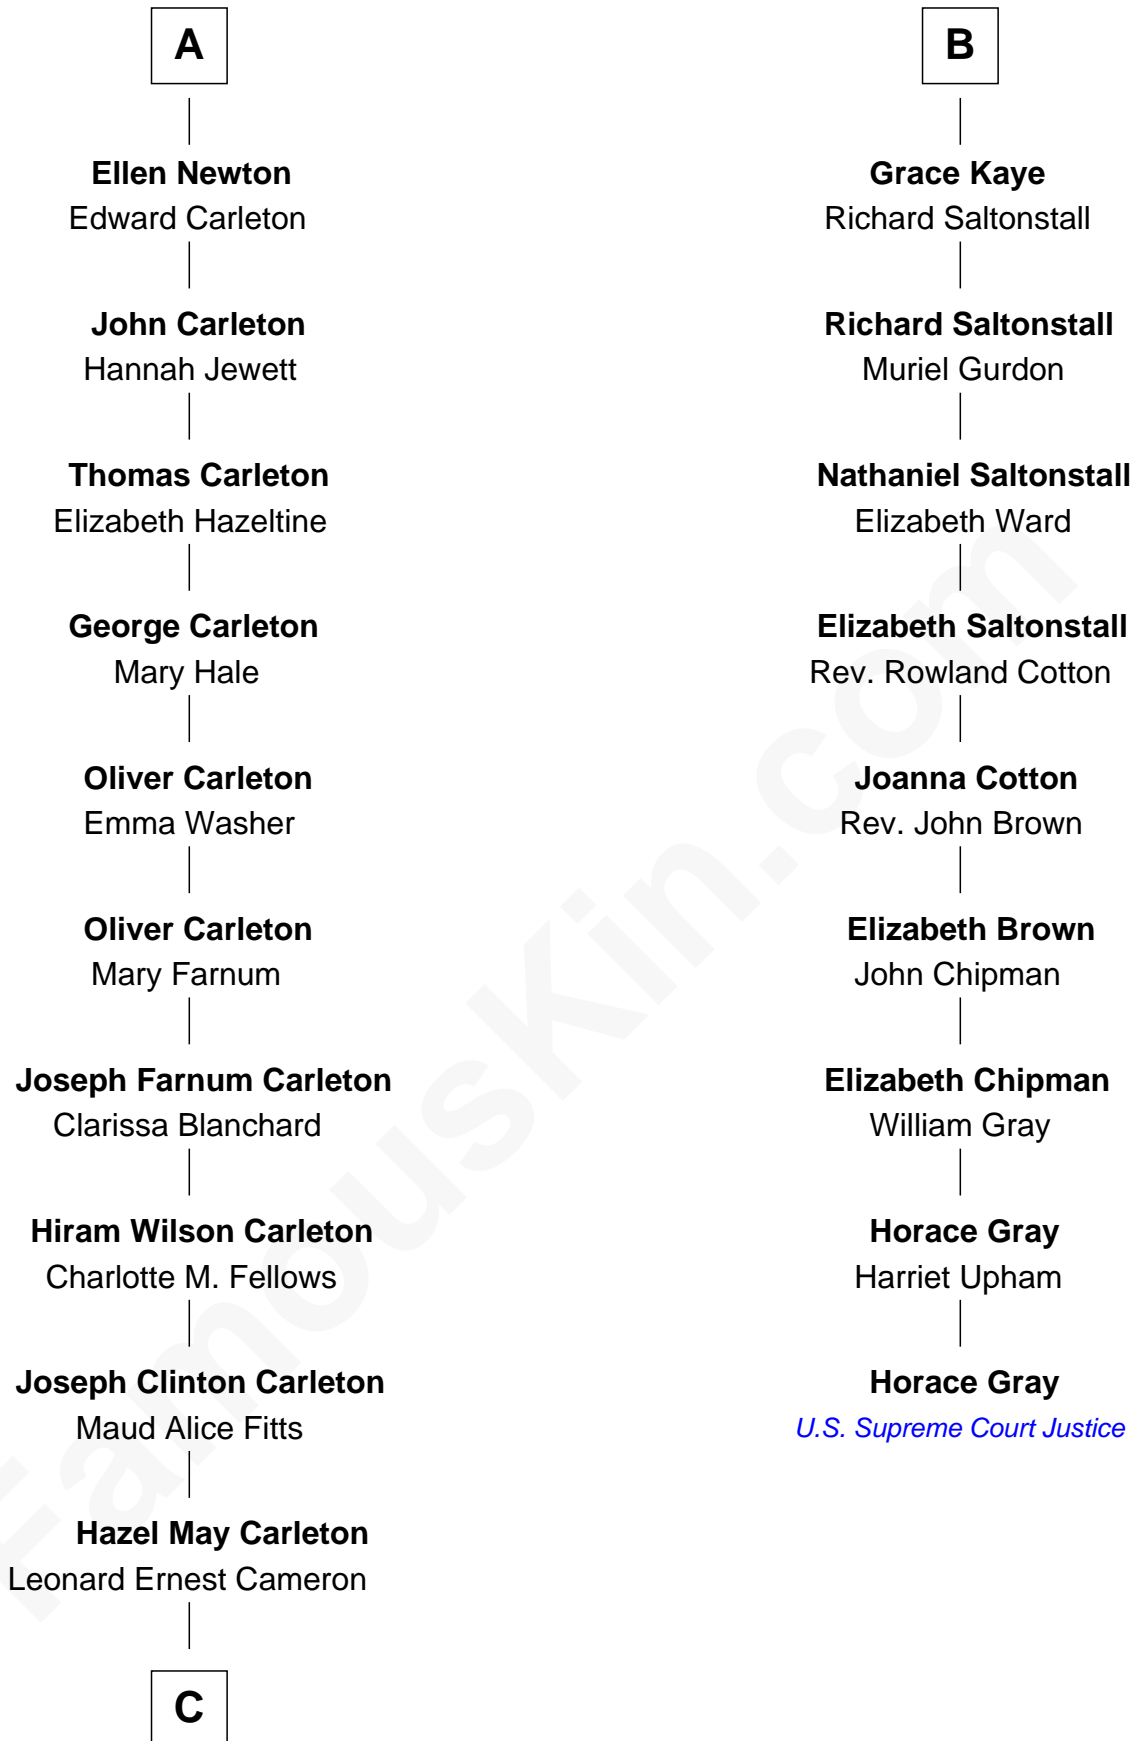 A
Ellen Newton
Edward Carleton
John Carleton
Hannah Jewett
Thomas Carleton
Elizabeth Hazeltine
George Carleton
Mary Hale
Oliver Carleton
Emma Washer
Oliver Carleton
Mary Farnum
Joseph Farnum Carleton
Clarissa Blanchard
Hiram Wilson Carleton
Charlotte M. Fellows
Joseph Clinton Carleton
Maud Alice Fitts
Hazel May Carleton
Leonard Ernest Cameron
C
B
Grace Kaye
Richard Saltonstall
Richard Saltonstall
Muriel Gurdon
Nathaniel Saltonstall
Elizabeth Ward
Elizabeth Saltonstall
Rev. Rowland Cotton
Joanna Cotton
Rev. John Brown
Elizabeth Brown
John Chipman
Elizabeth Chipman
William Gray
Horace Gray
Harriet Upham
Horace Gray
U.S. Supreme Court Justice
FamousKin.com